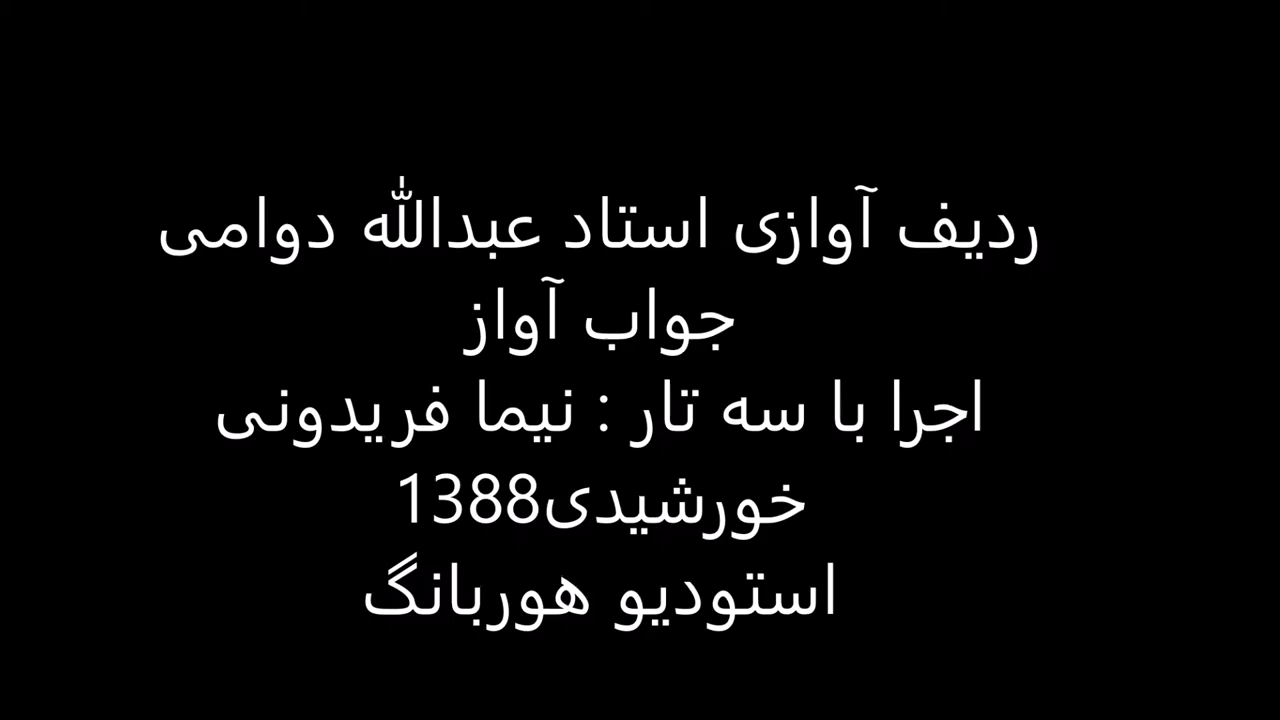 ردیف آوازی استاد عبدالله دوامی
جواب آواز
اجرا با سه تار : نیما فریدونی
خورشیدی1388
استودیو هوربانگ